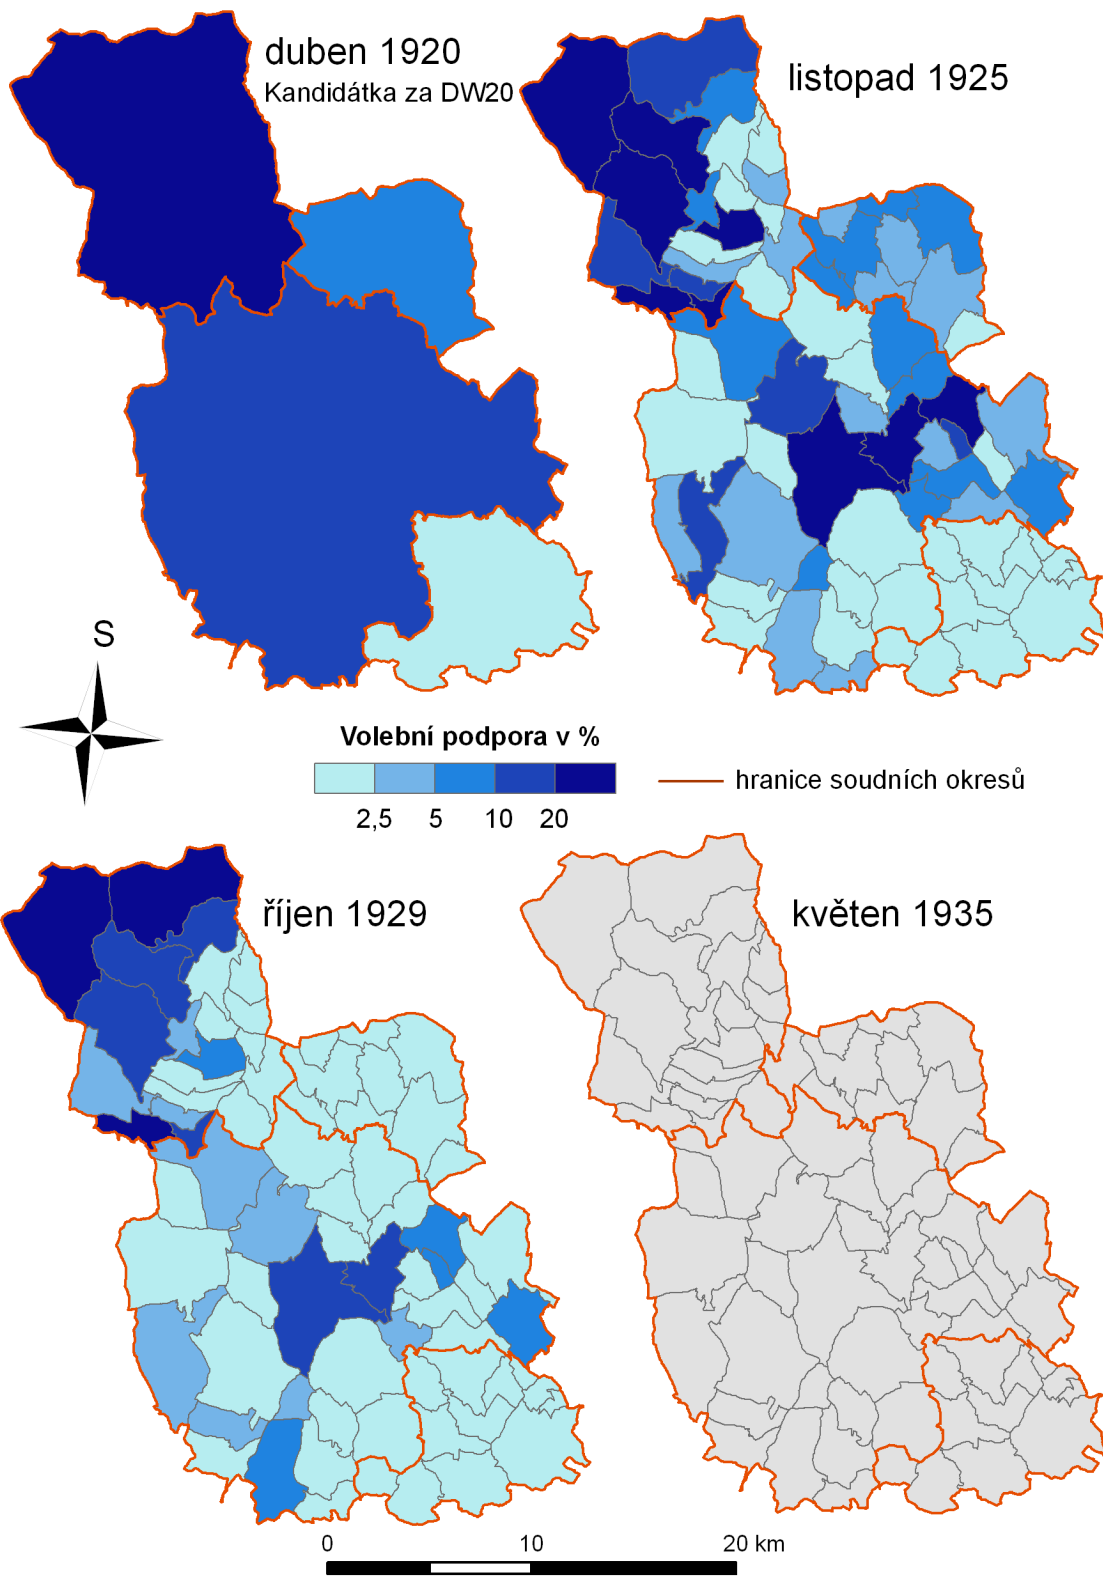 duben 1920
Kandidátka za DW20
listopad 1925
S
Volební podpora v %
2,5 5 10 20
hranice soudních okresů
říjen 1929
květen 1935
0 10 20 km